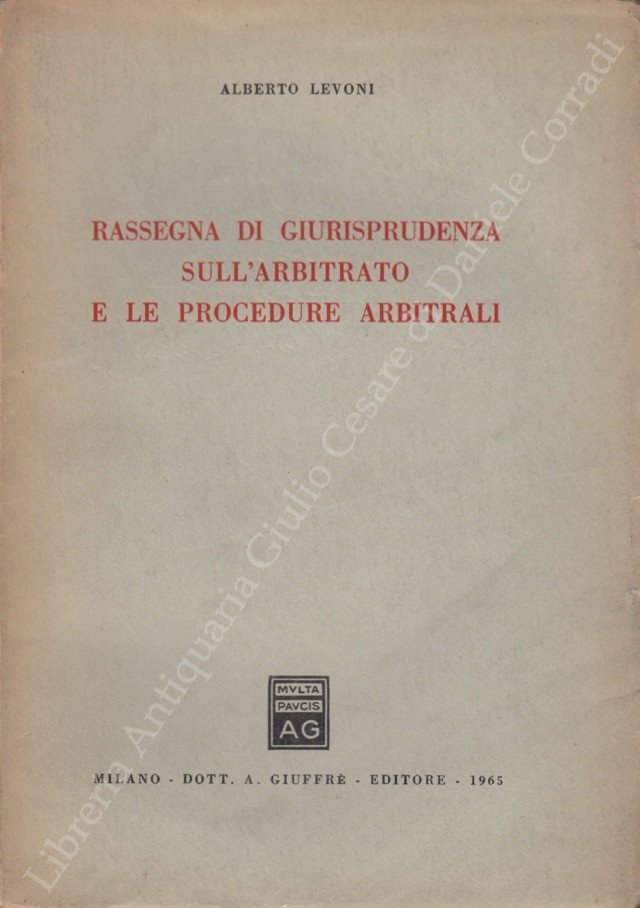 ALBERTO LEVONI
RASSEGNA DI GIURISPRUDENZA
SULL'ARBITRATO
E LE PROCEDURE ARBITRALI
MVLTA
PAVCIS
AG
MILANO - DOTT. A. GIUFFRÈ - EDITORE - 1965
Libreria Antiquaria Giulio Cesare di Daniele Corradi